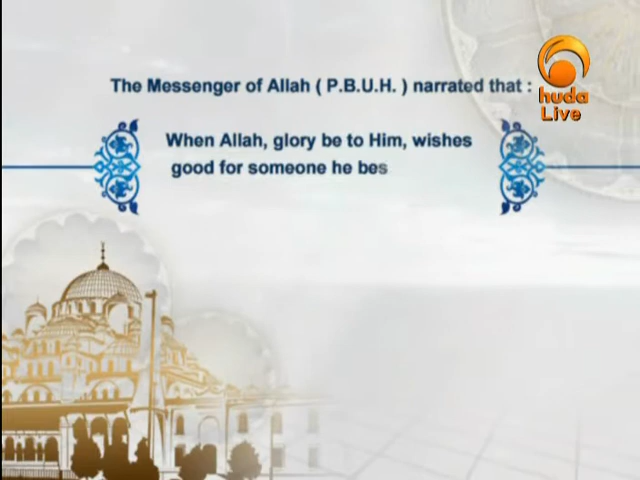 The Messenger of Allah ( P.B.U.H. ) narrated that :
huda
Live
When Allah, glory be to Him, wishes
good for someone he bes